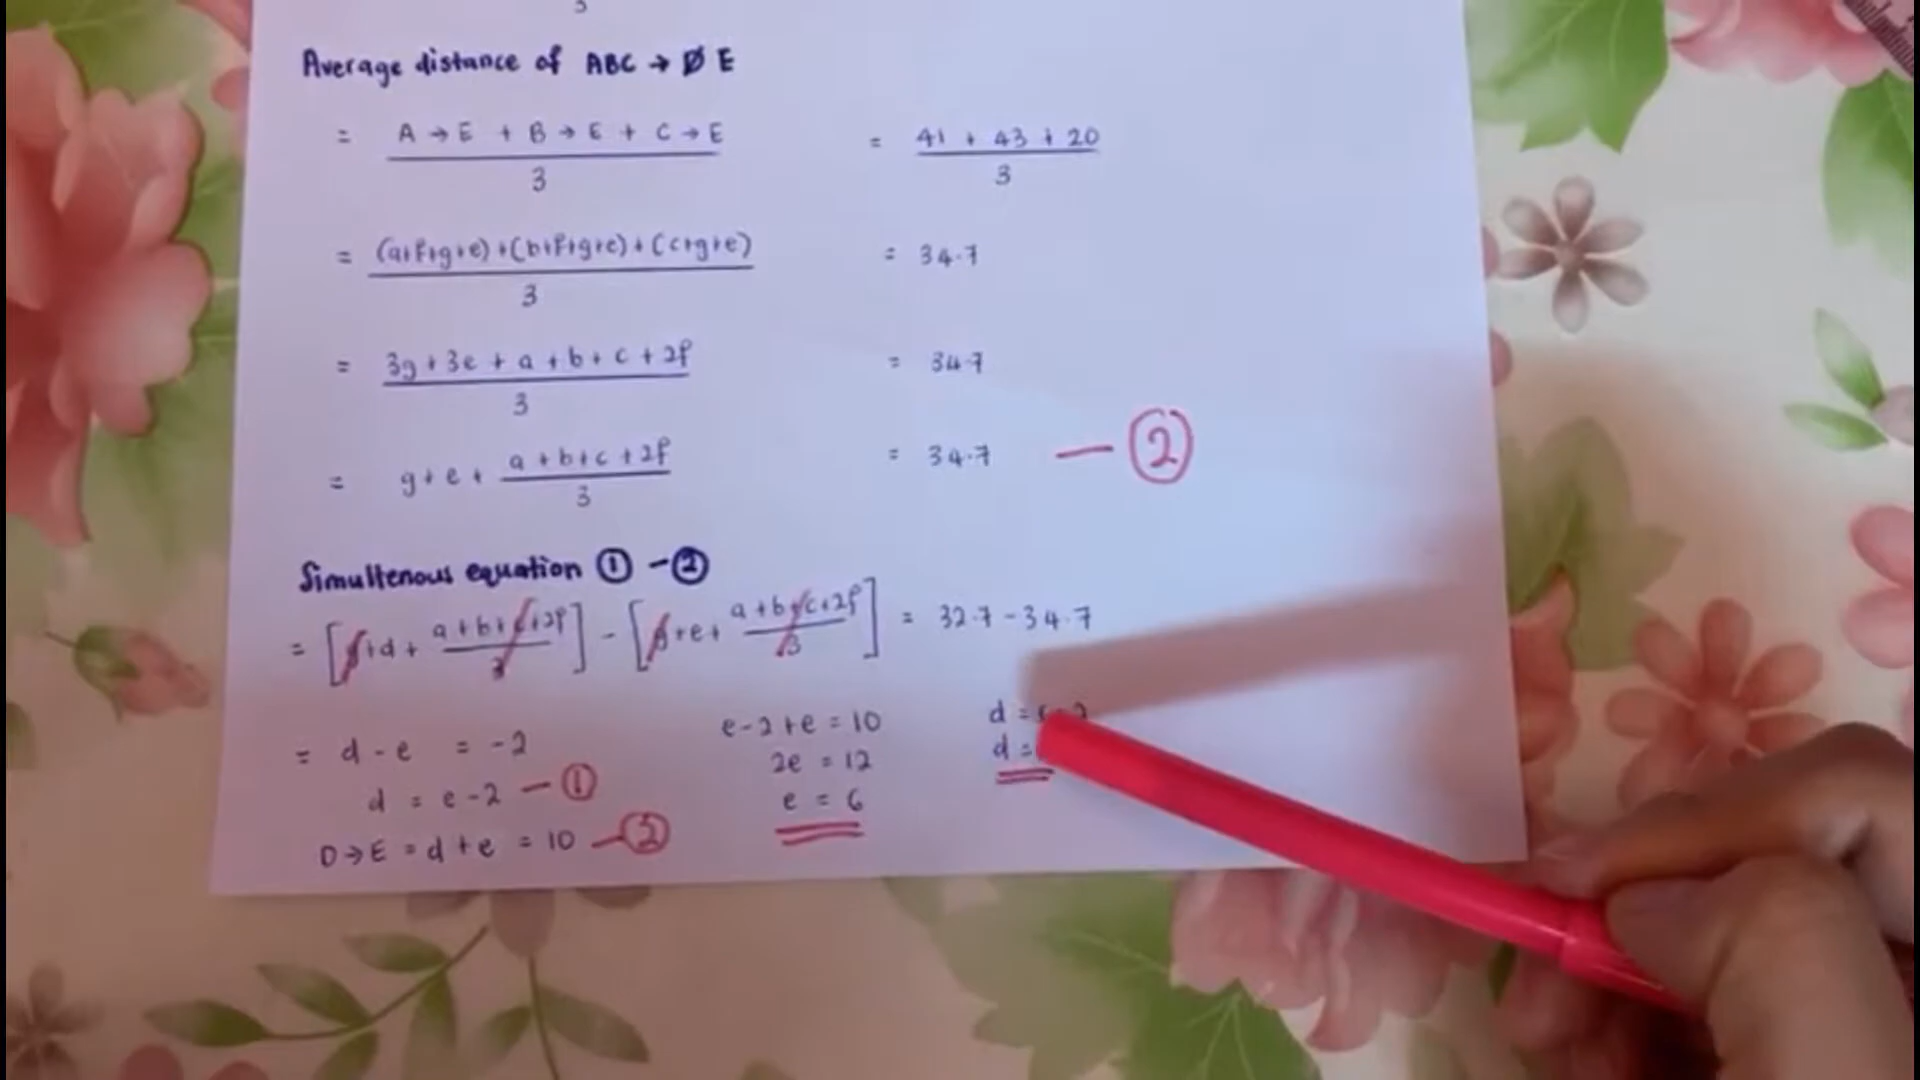 3
Average distance of ABC → E
= A → E + B → E + C → E / 3 = 41 + 43 + 20 / 3
= (a+f+g+e) + (b+f+g+e) + (c+g+e) / 3 = 34.7
= 3g + 3e + a + b + c + 2f / 3 = 34.7
= g + e + a + b + c + 2f / 3 = 34.7 — ②
Simultenous equation ① - ②
= [g + d + a + b + c + 2f / 3] - [g + e + a + b + c + 2f / 3] = 32.7 - 34.7
= d - e = -2
d = e - 2 — ①
D → E = d + e = 10 — ②
e - 2 + e = 10
2e = 12
e = 6
d = e - 2
d =